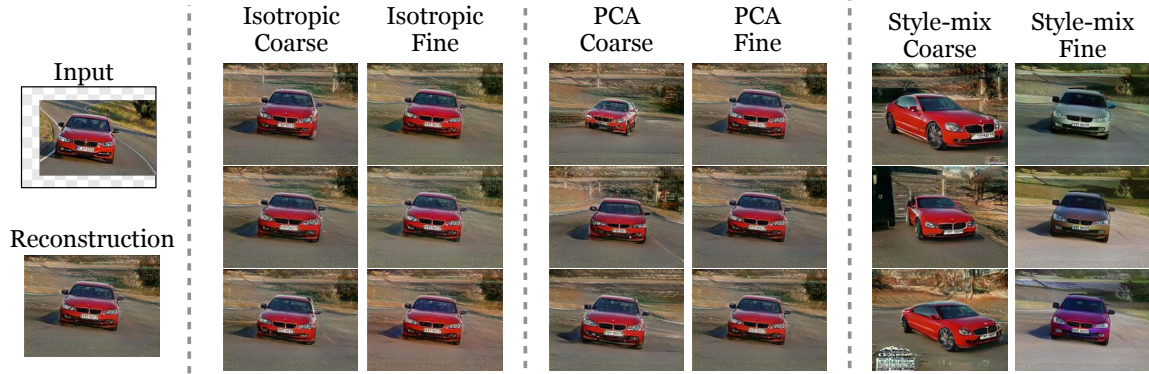 Input
Reconstruction
Isotropic
Coarse
Isotropic
Fine
PCA
Coarse
PCA
Fine
Style-mix
Coarse
Style-mix
Fine